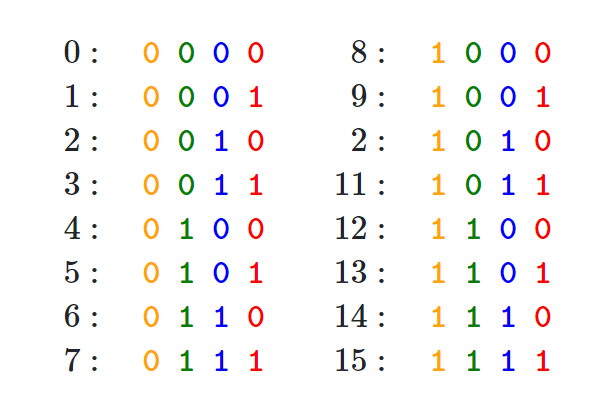 0 : 0 0 0 0
1 : 0 0 0 1
2 : 0 0 1 0
3 : 0 0 1 1
4 : 0 1 0 0
5 : 0 1 0 1
6 : 0 1 1 0
7 : 0 1 1 1
8 : 1 0 0 0
9 : 1 0 0 1
2 : 1 0 1 0
11 : 1 0 1 1
12 : 1 1 0 0
13 : 1 1 0 1
14 : 1 1 1 0
15 : 1 1 1 1